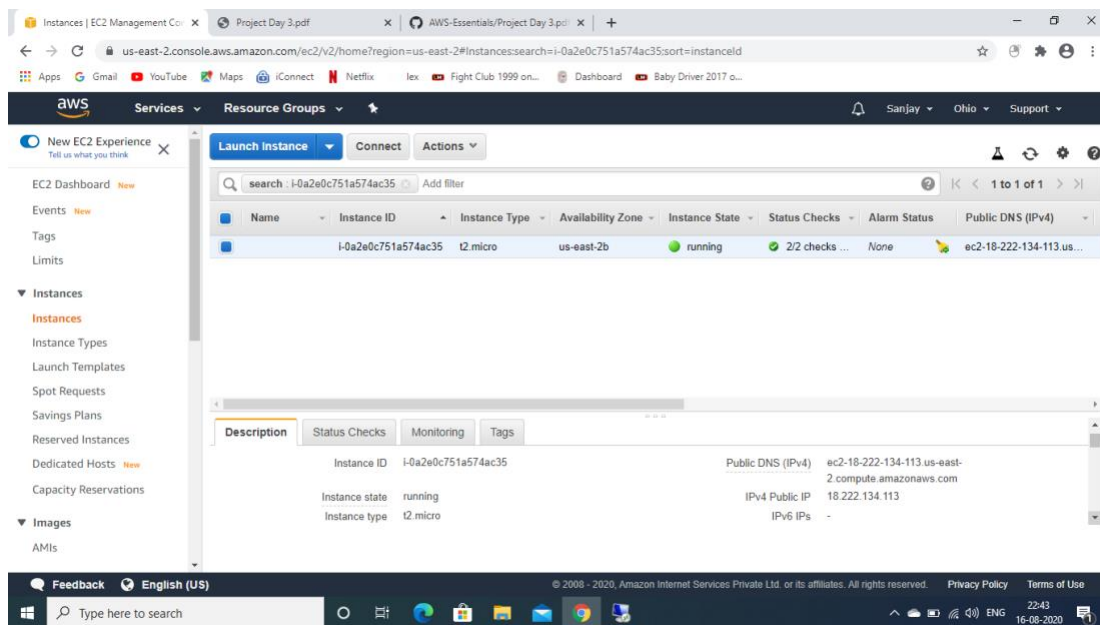 Instances | EC2 Management Co
Project Day 3.pdf
AWS-Essentials/Project Day 3.pd
us-east-2.console.aws.amazon.com/ec2/v2/home?region=us-east-2#Instances:search=i-0a2e0c751a574ac35;sort=instanceId
Apps Gmail YouTube Maps iConnect Netflix lex Fight Club 1999 on... Dashboard Baby Driver 2017 o...
aws Services Resource Groups Sanjay Ohio Support
New EC2 Experience
Tell us what you think
Launch Instance Connect Actions
EC2 Dashboard New
Events New
Tags
Limits
Instances
Instances
Instance Types
Launch Templates
Spot Requests
Savings Plans
Reserved Instances
Dedicated Hosts New
Capacity Reservations
Images
AMIs
search : i-0a2e0c751a574ac35 Add filter 1 to 1 of 1
Name Instance ID Instance Type Availability Zone Instance State Status Checks Alarm Status Public DNS (IPv4)
i-0a2e0c751a574ac35 t2.micro us-east-2b running 2/2 checks ... None ec2-18-222-134-113.us...
Description Status Checks Monitoring Tags
Instance ID i-0a2e0c751a574ac35
Instance state running
Instance type t2.micro
Public DNS (IPv4) ec2-18-222-134-113.us-east-
2.compute.amazonaws.com
IPv4 Public IP 18.222.134.113
IPv6 IPs -
Feedback English (US) © 2008 - 2020, Amazon Internet Services Private Ltd. or its affiliates. All rights reserved. Privacy Policy Terms of Use
Type here to search ENG 22:43
16-08-2020